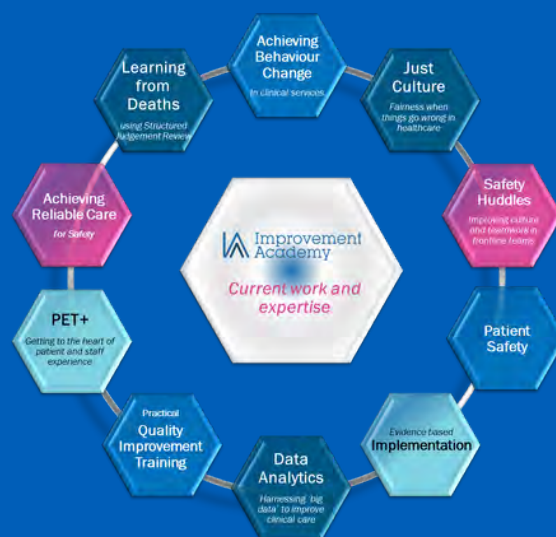 Achieving
Behaviour
Change
In clinical services
Just
Culture
Fairness when
things go wrong in
healthcare
Safety
Huddles
Improving culture
and teamwork in
frontline teams
Patient
Safety
Evidence based
Implementation
Data
Analytics
Harnessing 'big
data' to improve
clinical care
Practical
Quality
Improvement
Training
PET+
Getting to the heart of
patient and staff
experience
Achieving
Reliable Care
for Safety
Learning
from
Deaths
using Structured
Judgement Review
Improvement
Academy
Current work and
expertise